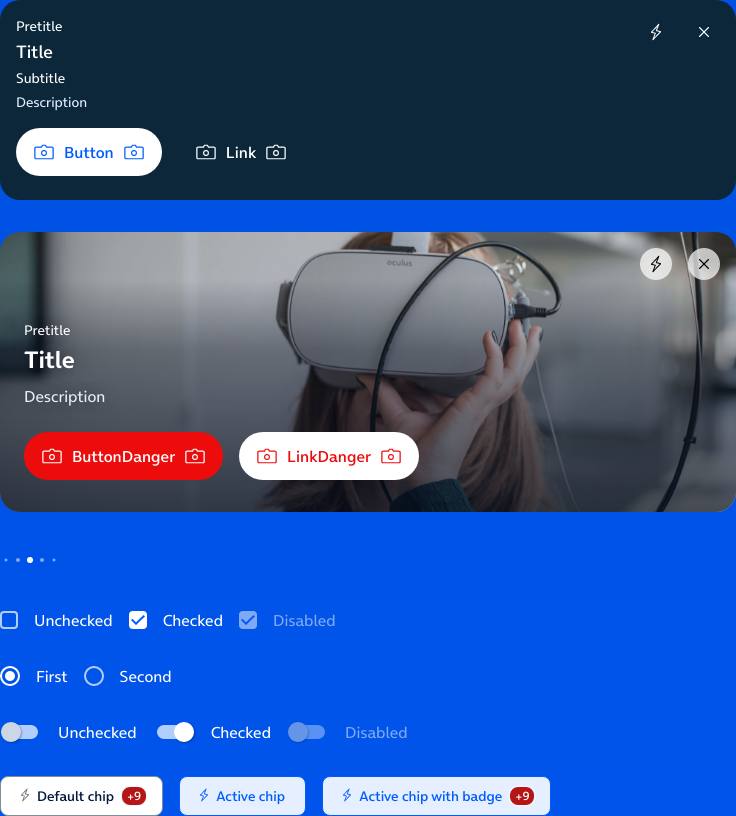 Pretitle
Title
Subtitle
Description
Button Link
oculus
Pretitle
Title
Description
ButtonDanger LinkDanger
Unchecked Checked Disabled
First Second
Unchecked Checked Disabled
Default chip +9 Active chip Active chip with badge +9